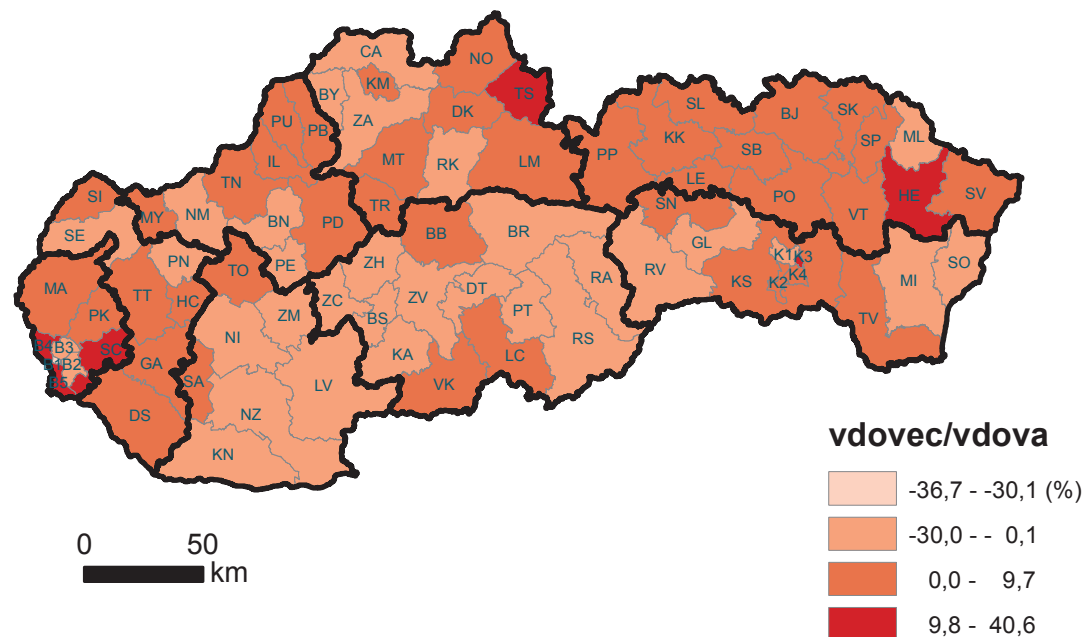 CA
NO
KM
BY
TS
ZA
DK
PU
PB
SL
SK
BJ
ML
KK
PP
SB
SP
MT
RK
LM
IL
LE
TN
SI
MY
NM
BN
PD
TR
SN
PO
VT
HE
SV
SE
BB
BR
GL
PN
PE
TO
ZH
K1
K3
K4
K2
SO
MI
MA
TT
HC
RV
KS
RA
PK
ZC
ZV
DT
NI
ZM
BS
PT
TV
B4
B3
SC
B1
B2
B5
GA
KA
LC
RS
SA
LV
VK
DS
NZ
KN
vdovec/vdova
-36,7 - -30,1 (%)
-30,0 - - 0,1
0,0 - 9,7
9,8 - 40,6
0 50
km